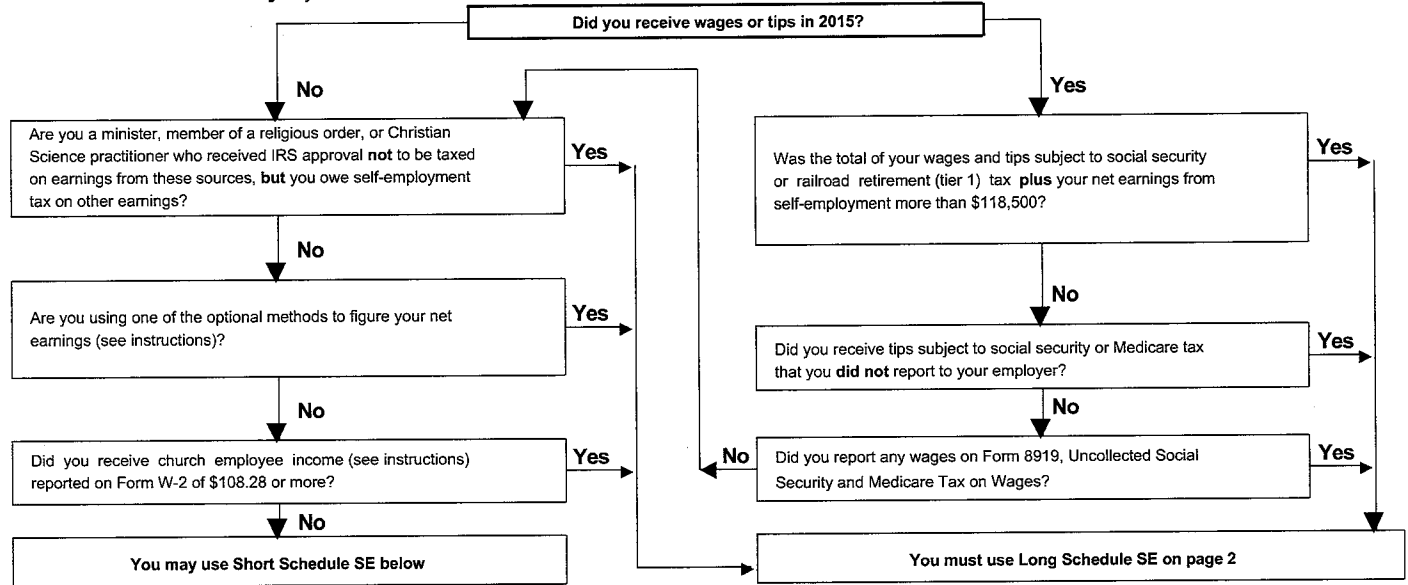 Did you receive wages or tips in 2015?
No
Yes
Are you a minister, member of a religious order, or Christian
Science practitioner who received IRS approval not to be taxed
on earnings from these sources, but you owe self-employment
tax on other earnings?
Yes
Was the total of your wages and tips subject to social security
or railroad retirement (tier 1) tax plus your net earnings from
self-employment more than $118,500?
Yes
No
No
Are you using one of the optional methods to figure your net
earnings (see instructions)?
Yes
Did you receive tips subject to social security or Medicare tax
that you did not report to your employer?
Yes
No
No
Did you receive church employee income (see instructions)
reported on Form W-2 of $108.28 or more?
Yes
No
Did you report any wages on Form 8919, Uncollected Social
Security and Medicare Tax on Wages?
Yes
No
You may use Short Schedule SE below
You must use Long Schedule SE on page 2